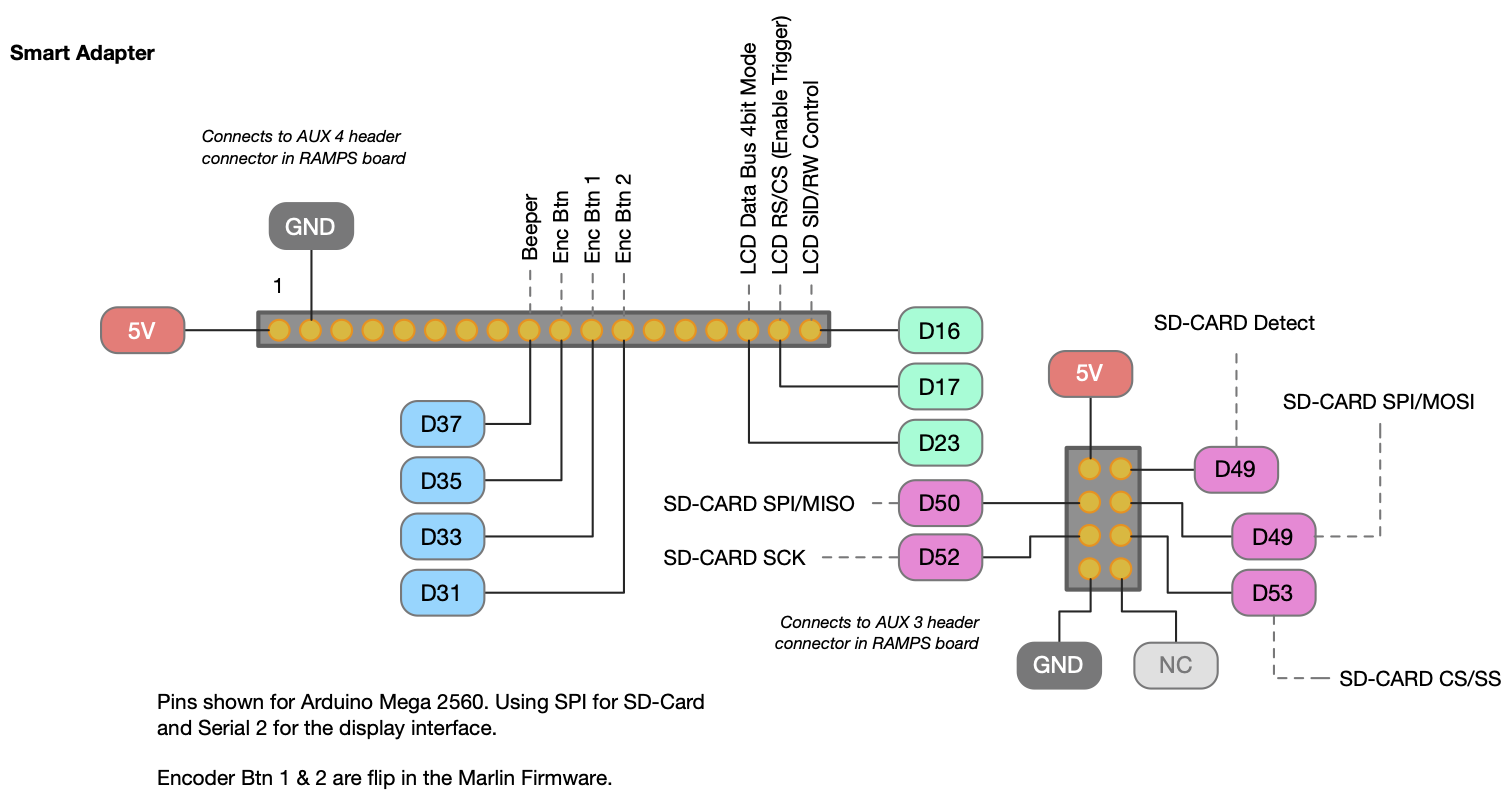 Smart Adapter
Connects to AUX 4 header
connector in RAMPS board
GND
1
5V
Beeper
Enc Btn
Enc Btn 1
Enc Btn 2
LCD Data Bus 4bit Mode
LCD RS/CS (Enable Trigger)
LCD SID/RW Control
D16
D17
D23
D37
D35
D33
D31
SD-CARD Detect
5V
SD-CARD SPI/MOSI
D49
SD-CARD SPI/MISO
D50
D49
SD-CARD SCK
D52
D53
Connects to AUX 3 header
connector in RAMPS board
GND
NC
SD-CARD CS/SS
Pins shown for Arduino Mega 2560. Using SPI for SD-Card
and Serial 2 for the display interface.
Encoder Btn 1 & 2 are flip in the Marlin Firmware.